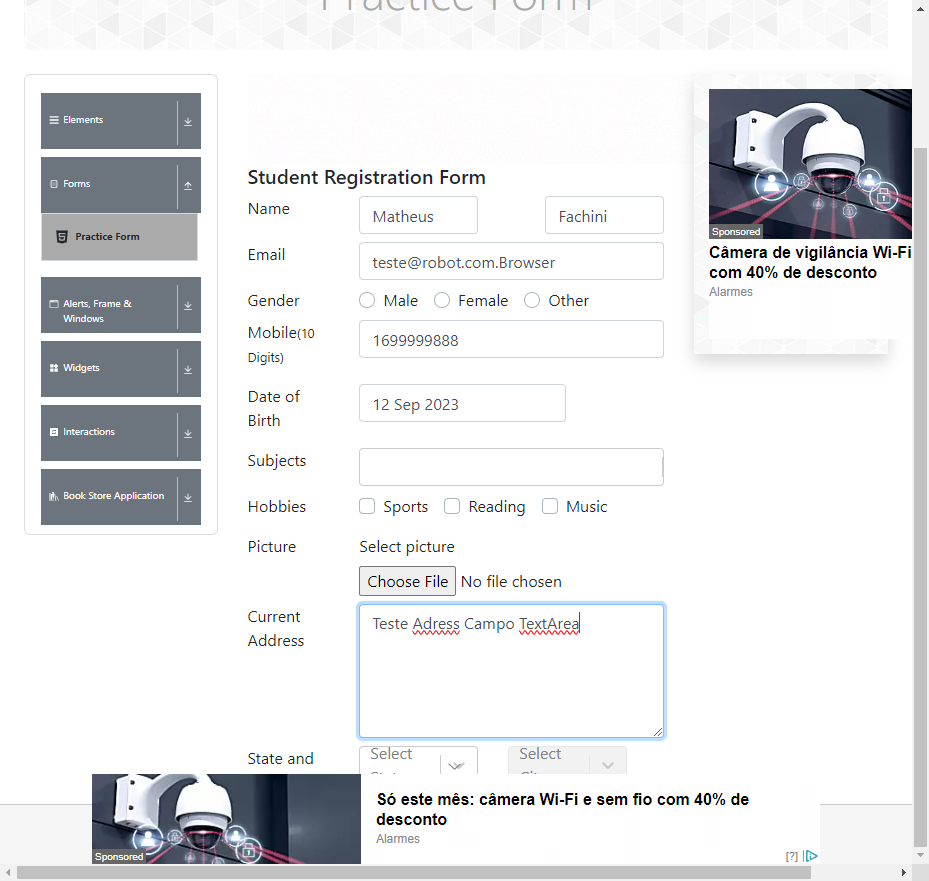 Practice Form
Elements
Forms
Practice Form
Alerts, Frame &
Windows
Widgets
Interactions
Book Store Application
Student Registration Form
Name
Matheus
Fachini
Email
teste@robot.com.Browser
Gender
Male
Female
Other
Mobile(10
Digits)
1699999888
Date of
Birth
12 Sep 2023
Subjects
Hobbies
Sports
Reading
Music
Picture
Select picture
Choose File No file chosen
Current
Address
Teste Adress Campo TextArea
State and
Select
Select
Sponsored
Câmera de vigilância Wi-Fi
com 40% de desconto
Alarmes
Sponsored
Só este mês: câmera Wi-Fi e sem fio com 40% de
desconto
Alarmes
[?]